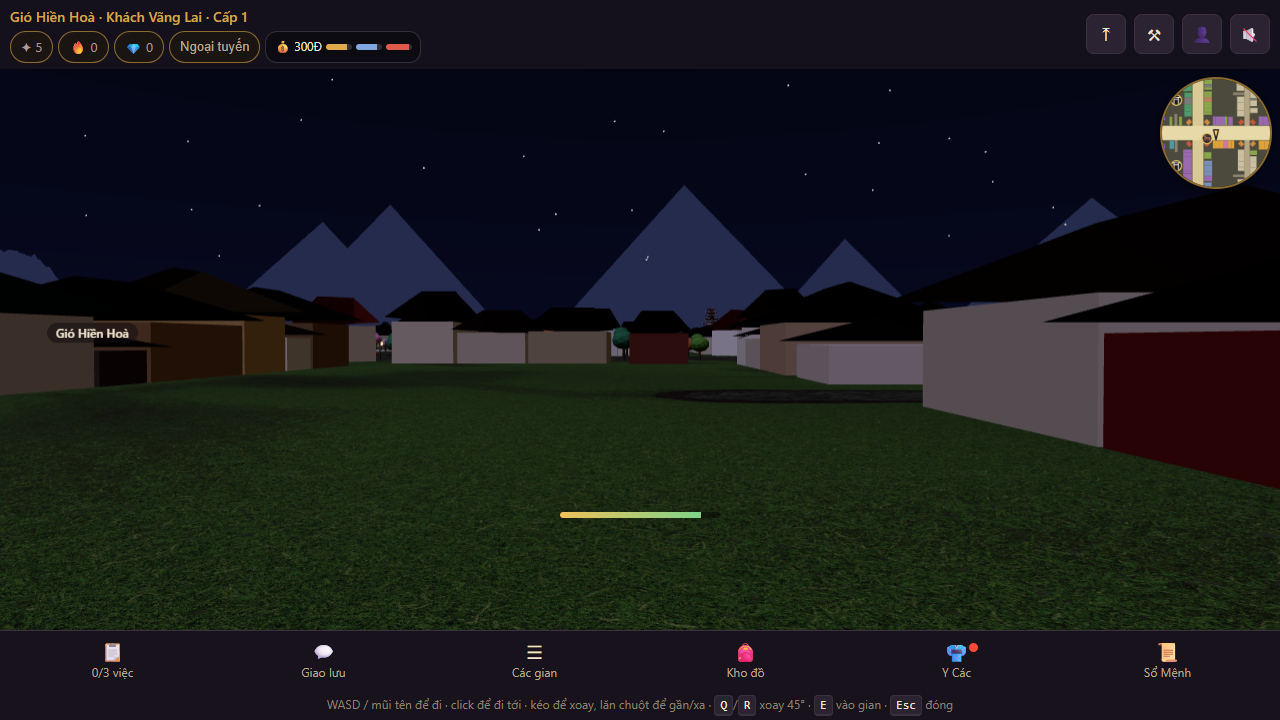 Gió Hiền Hoà · Khách Vãng Lai · Cấp 1
✦ 5 0 0 Ngoại tuyến 300Đ
Gió Hiền Hoà
0/3 việc Giao lưu Các gian Kho đồ Y Các Sổ Mệnh
WASD / mũi tên để đi · click để đi tới · kéo để xoay, lăn chuột để gần/xa · Q / R xoay 45° · E vào gian · Esc đóng